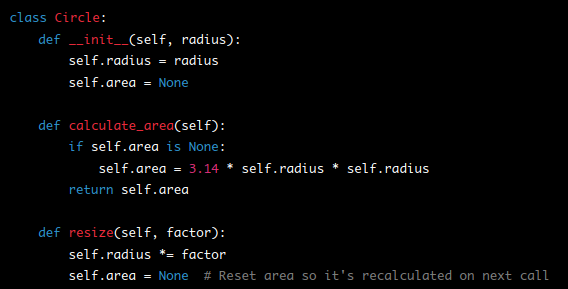 class Circle:
    def __init__(self, radius):
        self.radius = radius
        self.area = None

    def calculate_area(self):
        if self.area is None:
            self.area = 3.14 * self.radius * self.radius
        return self.area

    def resize(self, factor):
        self.radius *= factor
        self.area = None  # Reset area so it's recalculated on next call